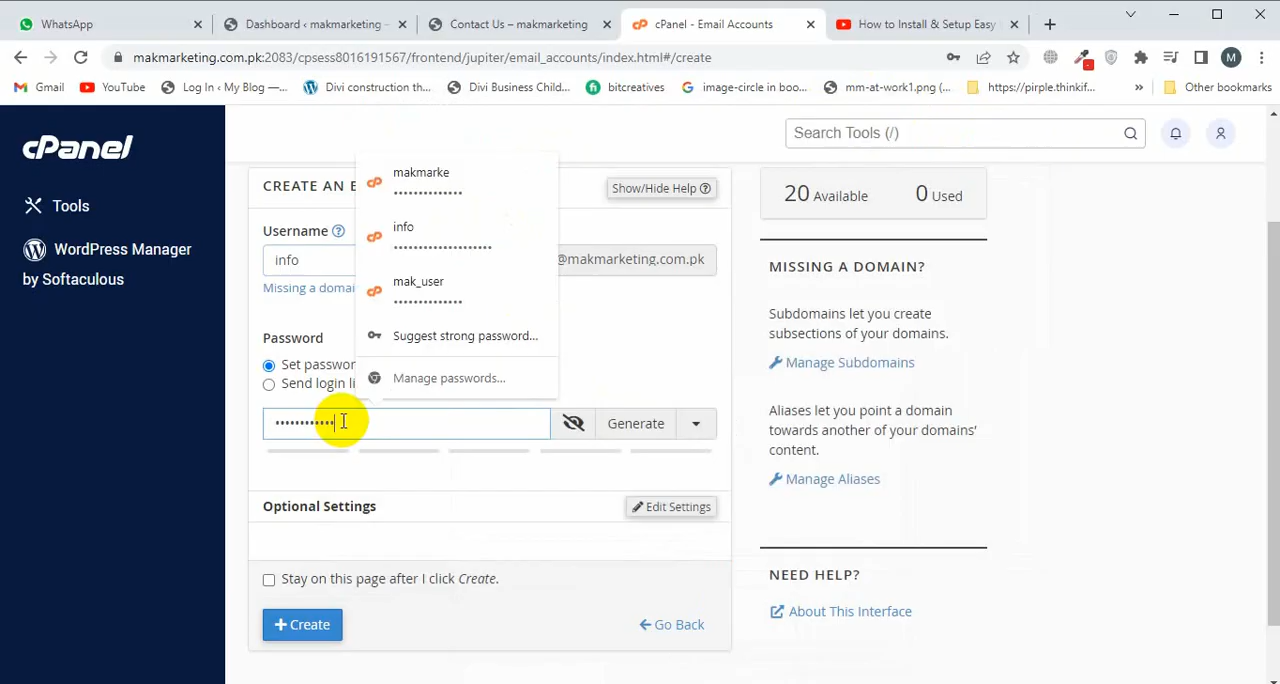 WhatsApp
Dashboard ‹ makmarketing –
Contact Us – makmarketing
cPanel - Email Accounts
How to Install & Setup Easy
makmarketing.com.pk:2083/cpsess8016191567/frontend/jupiter/email_accounts/index.html#/create
M
Gmail
YouTube
Log In ‹ My Blog —...
Divi construction th...
Divi Business Child...
bitcreatives
image-circle in boo...
mm-at-work1.png (...
https://pirple.thinkif...
»
Other bookmarks
cPanel
Search Tools (/)
Tools
WordPress Manager
by Softaculous
CREATE AN E
Show/Hide Help
Username
info
@makmarketing.com.pk
Missing a domai
makmarke
••••••••••••••
info
••••••••••••••••••••
mak_user
••••••••••••••
Suggest strong password...
Manage passwords...
Password
Set passwor
Send login li
••••••••••••
Generate
Optional Settings
Edit Settings
Stay on this page after I click Create.
+ Create
Go Back
20 Available
0 Used
MISSING A DOMAIN?
Subdomains let you create
subsections of your domains.
Manage Subdomains
Aliases let you point a domain
towards another of your domains'
content.
Manage Aliases
NEED HELP?
About This Interface